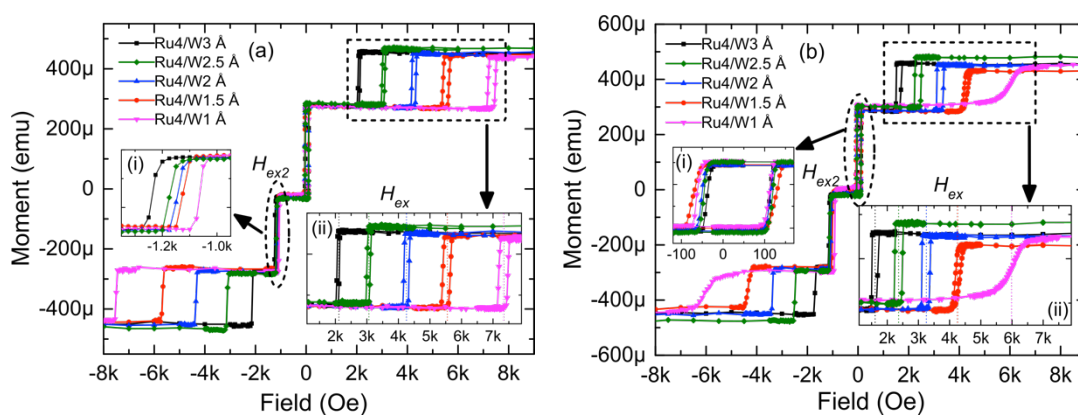 (a)
Ru4/W3 Å
Ru4/W2.5 Å
Ru4/W2 Å
Ru4/W1.5 Å
Ru4/W1 Å
400µ
200µ
0
-200µ
-400µ
Moment (emu)
-8k -6k -4k -2k 0 2k 4k 6k 8k
Field (Oe)
(i)
-1.2k -1.0k
Hex2
Hex
(ii)
2k 3k 4k 5k 6k 7k
(b)
Ru4/W3 Å
Ru4/W2.5 Å
Ru4/W2 Å
Ru4/W1.5 Å
Ru4/W1 Å
600µ
400µ
200µ
0
-200µ
-400µ
-600µ
Moment (emu)
-8k -6k -4k -2k 0 2k 4k 6k 8k
Field (Oe)
(i)
-100 0 100
Hex2
Hex
(ii)
2k 3k 4k 5k 6k 7k